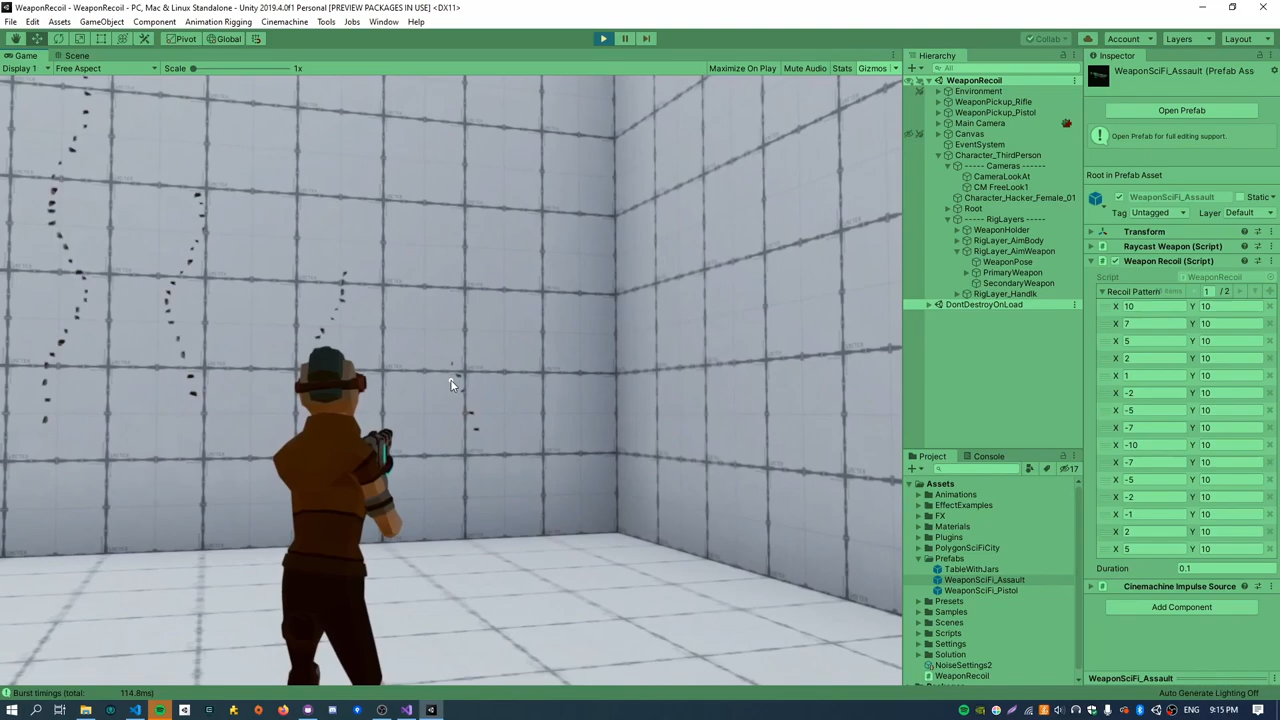 WeaponRecoil - WeaponRecoil - PC, Mac & Linux Standalone - Unity 2019.4.0f1 Personal [PREVIEW PACKAGES IN USE] <DX11>
File Edit Assets GameObject Component Animation Rigging Cinemachine Tools Jobs Window Help
Pivot Global Collab Account Layers Layout
Game Scene
Display 1 Free Aspect Scale 1x Maximize On Play Mute Audio Stats Gizmos
Hierarchy
All
WeaponRecoil
Environment
WeaponPickup_Rifle
WeaponPickup_Pistol
Main Camera
Canvas
EventSystem
Character_ThirdPerson
----- Cameras ------
CameraLookAt
CM FreeLook1
Character_Hacker_Female_01
Root
----- RigLayers -----
WeaponHolder
RigLayer_AimBody
RigLayer_AimWeapon
WeaponPose
PrimaryWeapon
SecondaryWeapon
RigLayer_HandIk
DontDestroyOnLoad
Project Console
17
Assets
Animations
EffectExamples
FX
Materials
Plugins
PolygonSciFiCity
Prefabs
TableWithJars
WeaponSciFi_Assault
WeaponSciFi_Pistol
Presets
Samples
Scenes
Scripts
Settings
Solution
NoiseSettings2
WeaponRecoil
Inspector
WeaponSciFi_Assault (Prefab Ass
Open Prefab
Open Prefab for full editing support.
Root in Prefab Asset
WeaponSciFi_Assault Static
Tag Untagged Layer Default
Transform
Raycast Weapon (Script)
Weapon Recoil (Script)
Script WeaponRecoil
Recoil Pattern 1 / 2
X 10 Y 10
X 7 Y 10
X 5 Y 10
X 2 Y 10
X 1 Y 10
X -2 Y 10
X -5 Y 10
X -7 Y 10
X -10 Y 10
X -7 Y 10
X -5 Y 10
X -2 Y 10
X -1 Y 10
X 2 Y 10
X 5 Y 10
Duration 0.1
Cinemachine Impulse Source
Add Component
WeaponSciFi_Assault
Burst timings (total: 114.8ms)
Auto Generate Lighting Off
ENG 9:15 PM